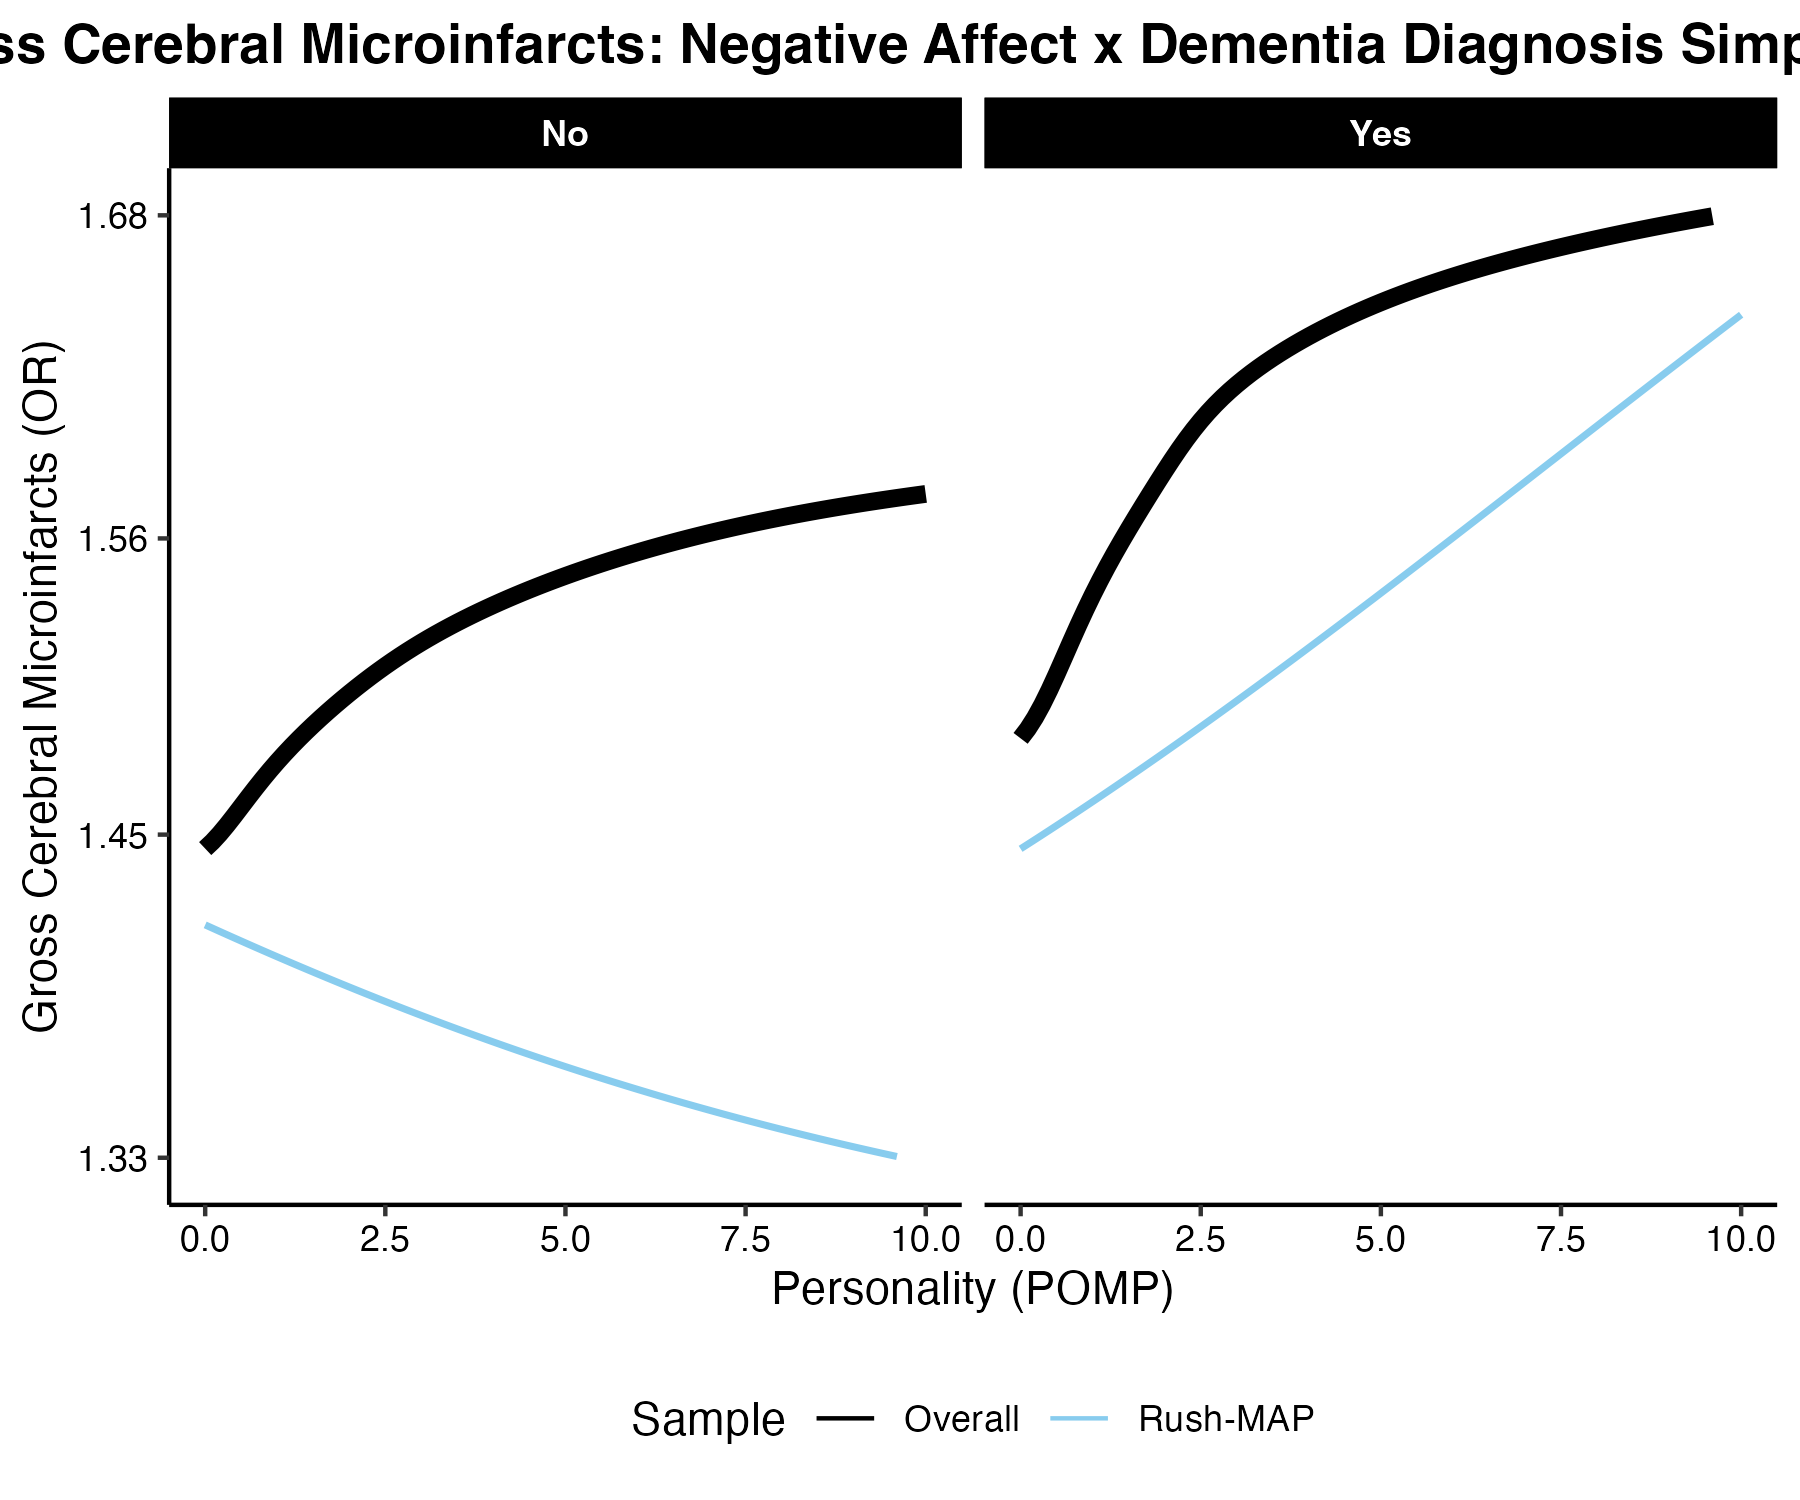 ss Cerebral Microinfarcts: Negative Affect x Dementia Diagnosis Simp
No
Yes
Gross Cerebral Microinfarcts (OR)
1.68
1.56
1.45
1.33
0.0 2.5 5.0 7.5 10.0
0.0 2.5 5.0 7.5 10.0
Personality (POMP)
Sample Overall Rush-MAP